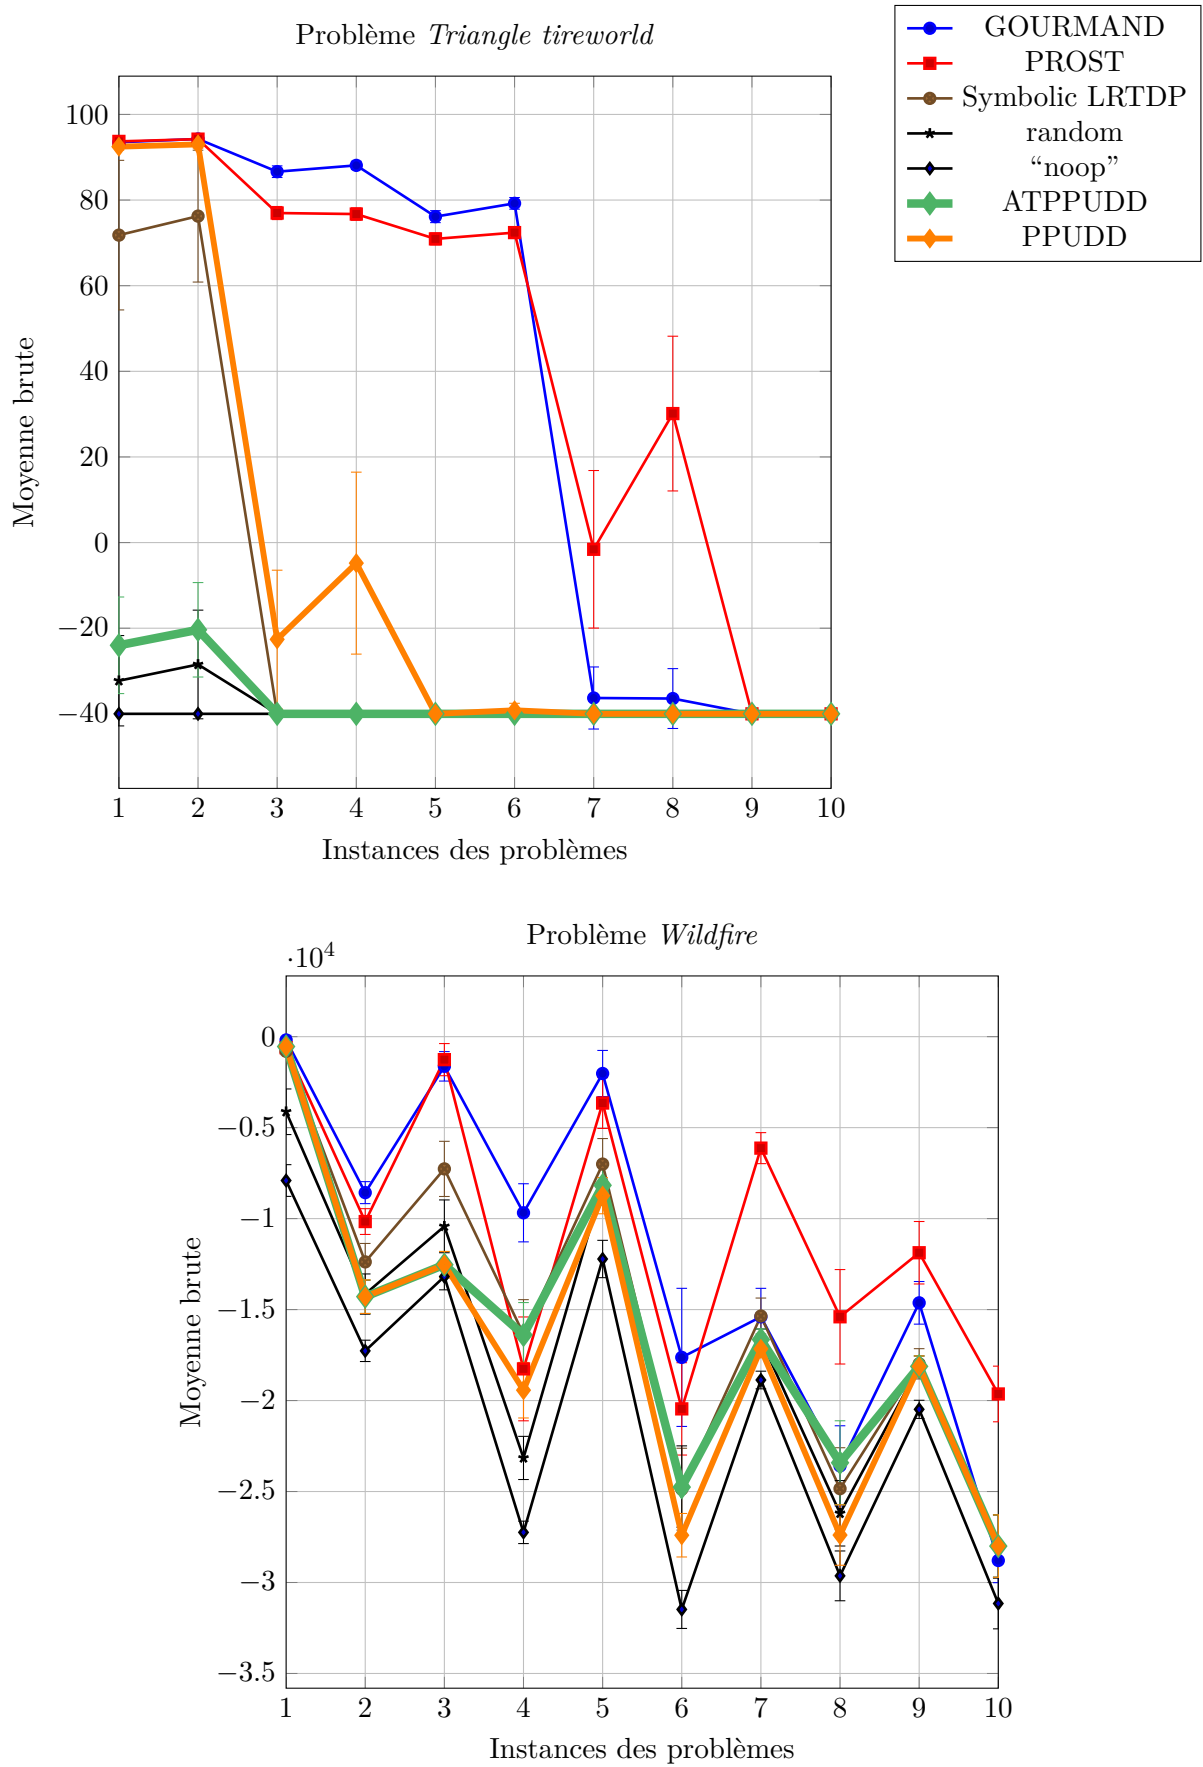 Problème Triangle tireworld
GOURMAND
PROST
Symbolic LRTDP
random
“noop”
ATPPUDD
PPUDD
Moyenne brute
100
80
60
40
20
0
−20
−40
1 2 3 4 5 6 7 8 9 10
Instances des problèmes
Problème Wildfire
·10⁴
Moyenne brute
0
−0.5
−1
−1.5
−2
−2.5
−3
−3.5
1 2 3 4 5 6 7 8 9 10
Instances des problèmes